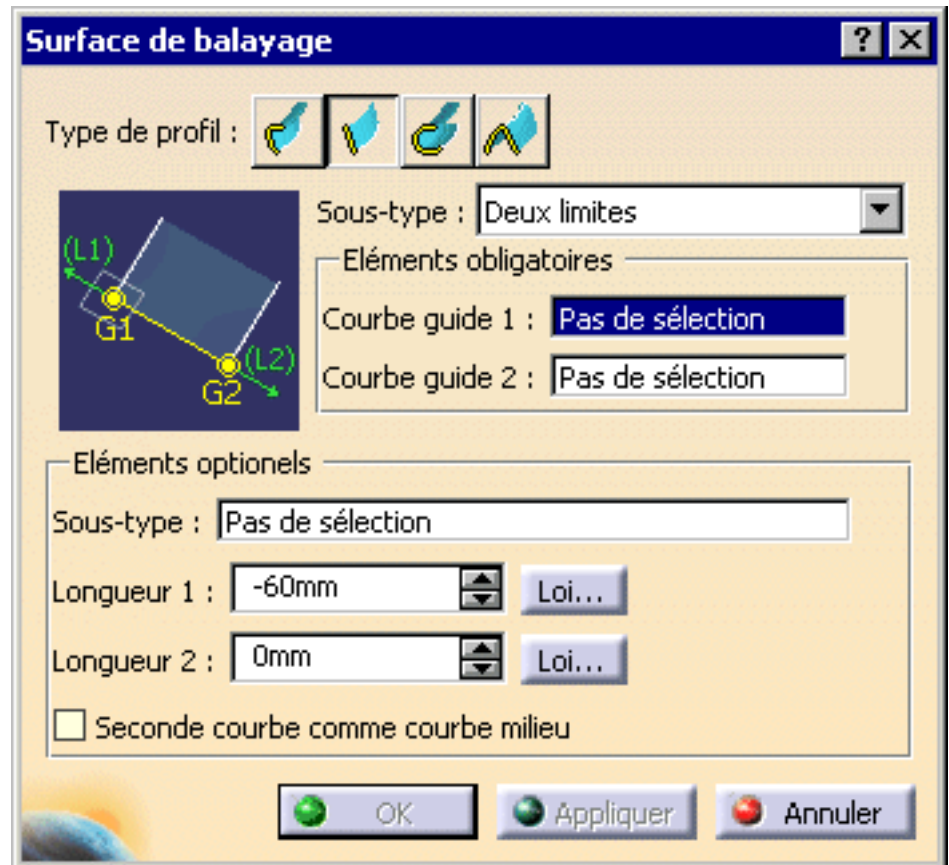 Surface de balayage
Type de profil :
Sous-type : Deux limites
(L1)
G1
(L2)
G2
Eléments obligatoires
Courbe guide 1 : Pas de sélection
Courbe guide 2 : Pas de sélection
Eléments optionels
Sous-type : Pas de sélection
Longueur 1 : -60mm Loi...
Longueur 2 : 0mm Loi...
Seconde courbe comme courbe milieu
OK Appliquer Annuler